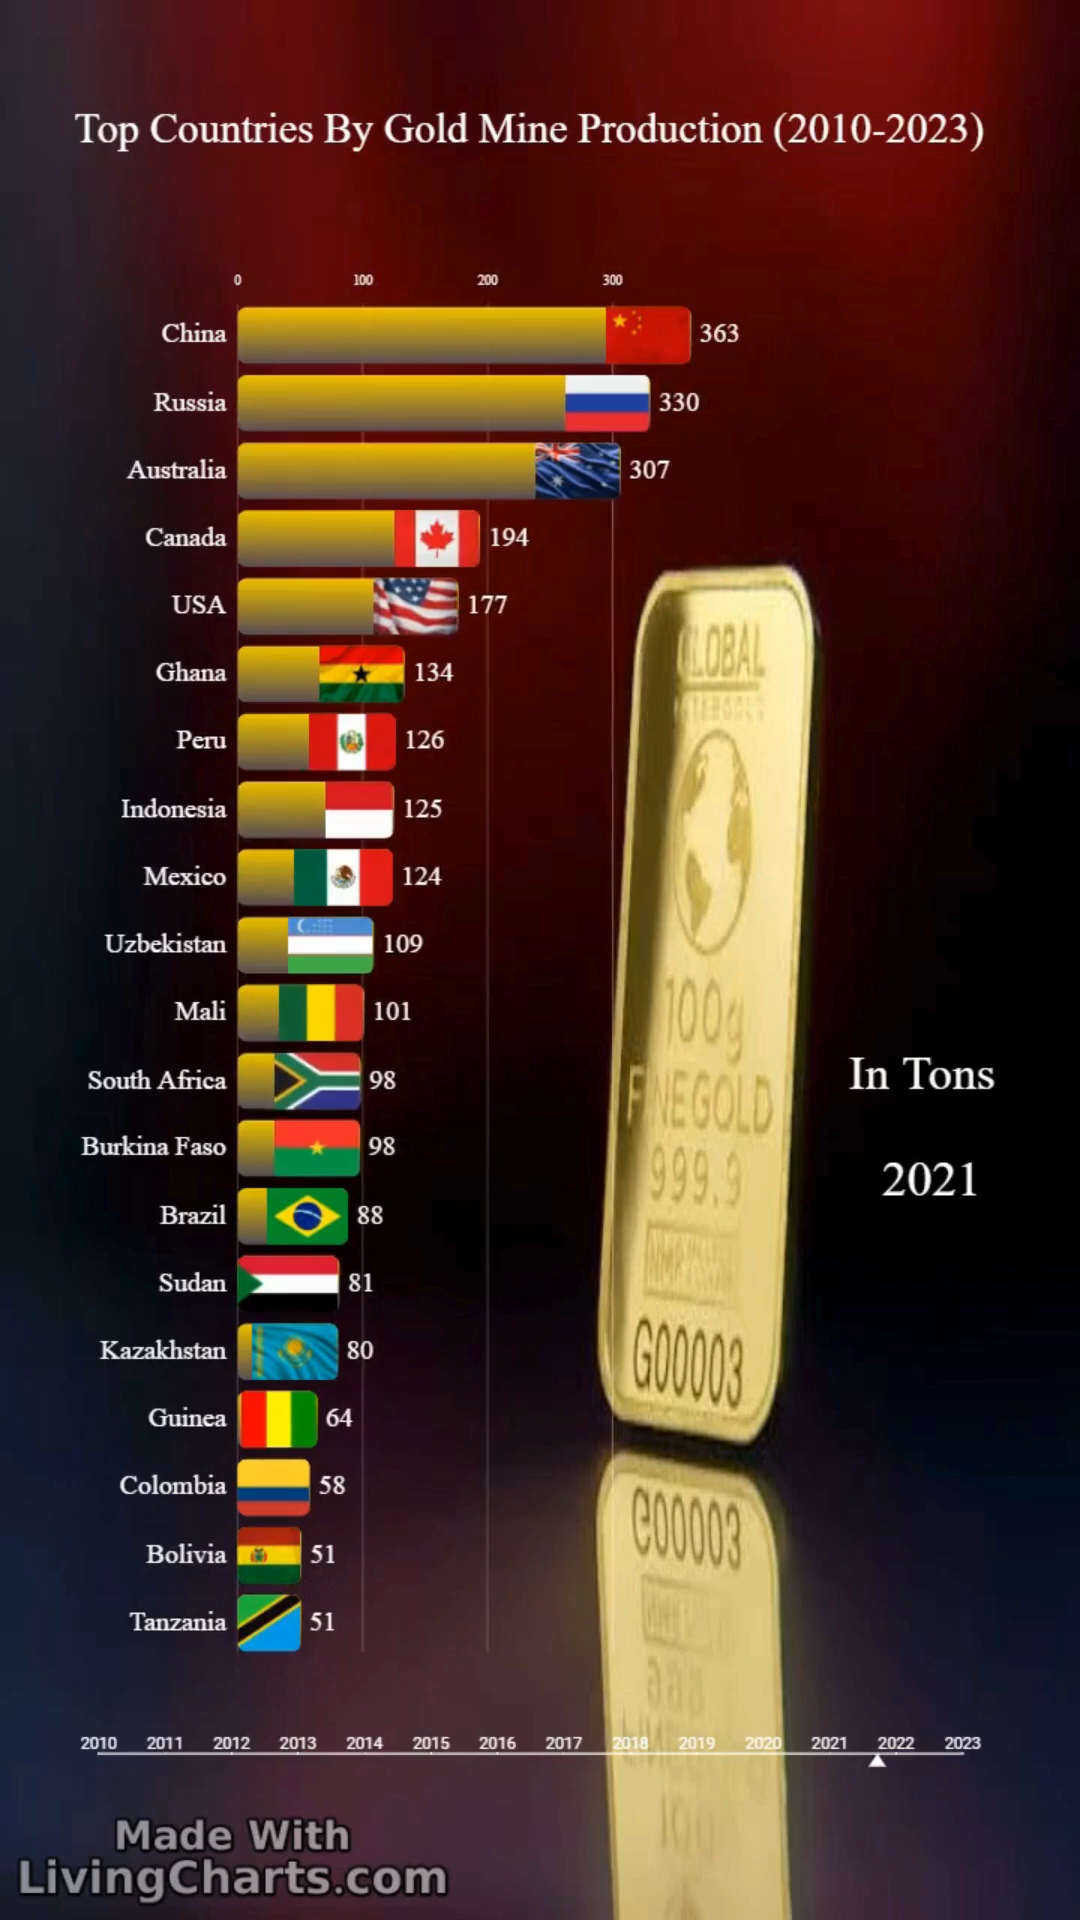 Top Countries By Gold Mine Production (2010-2023)
0 100 200 300
China 363
Russia 330
Australia 307
Canada 194
USA 177
Ghana 134
Peru 126
Indonesia 125
Mexico 124
Uzbekistan 109
Mali 101
South Africa 98
Burkina Faso 98
Brazil 88
Sudan 81
Kazakhstan 80
Guinea 64
Colombia 58
Bolivia 51
Tanzania 51
GLOBAL
100g
FINEGOLD
999.9
G00003
In Tons
2021
2010 2011 2012 2013 2014 2015 2016 2017 2018 2019 2020 2021 2022 2023
Made With
LivingCharts.com